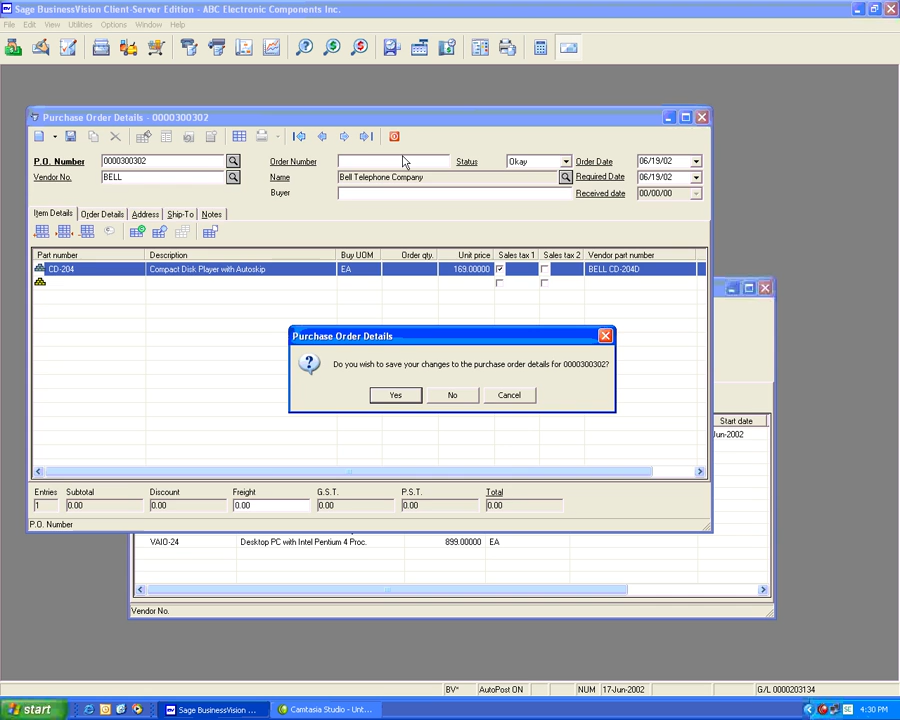 Sage BusinessVision Client-Server Edition - ABC Electronic Components Inc.
File Edit View Utilities Options Window Help
Purchase Order Details - 0000300302
P.O. Number 0000300302 Order Number Status Okay Order Date 06/19/02
Vendor No. BELL Name Bell Telephone Company Required Date 06/19/02
Buyer Received date 00/00/00
Item Details Order Details Address Ship-To Notes
Part number Description Buy UOM Order qty. Unit price Sales tax 1 Sales tax 2 Vendor part number
CD-204 Compact Disk Player with Autoskip EA 169.00000 BELL CD-204D
Purchase Order Details
Do you wish to save your changes to the purchase order details for 0000300302?
Yes No Cancel
Start date
Jun-2002
Entries Subtotal Discount Freight G.S.T. P.S.T. Total
1 0.00 0.00 0.00 0.00 0.00 0.00
P.O. Number
VAIO-24 Desktop PC with Intel Pentium 4 Proc. 899.00000 EA
Vendor No.
BV* AutoPost ON NUM 17Jun-2002 G/L 0000203134
start Sage BusinessVision ... Camtasia Studio - Unt... 4:30 PM